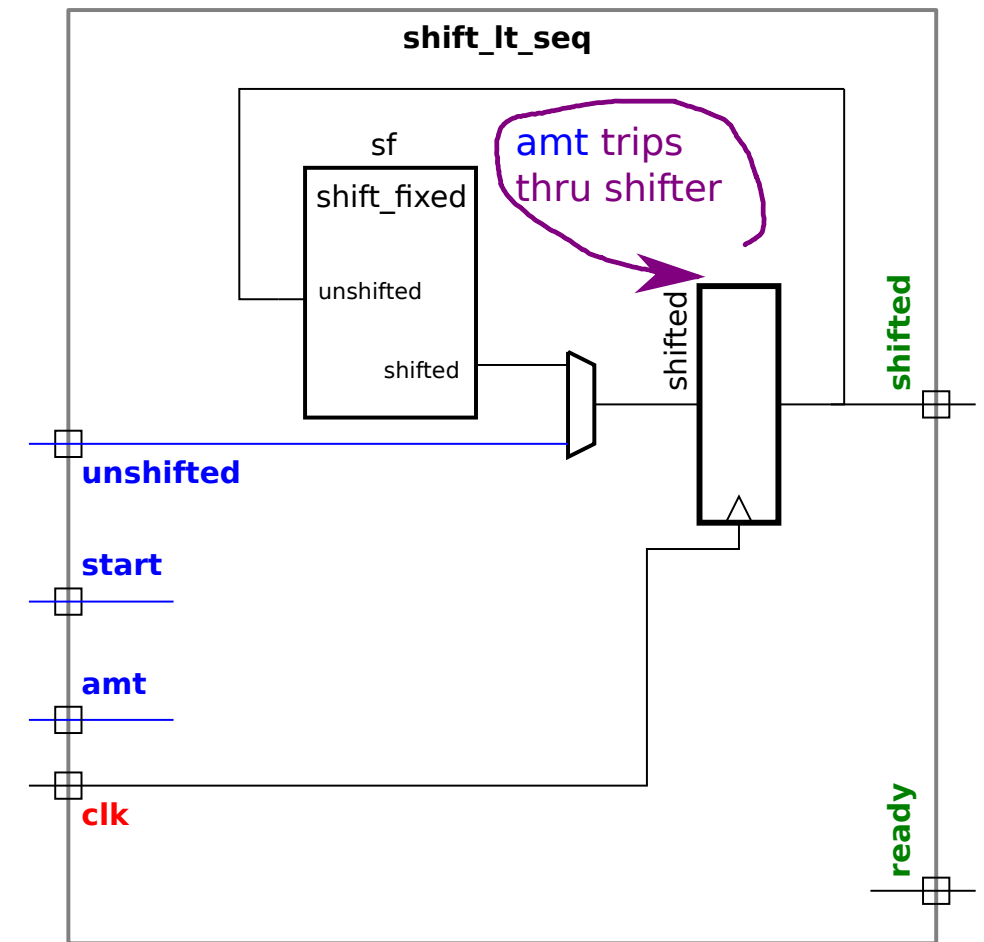 shift_lt_seq
sf
shift_fixed
unshifted
shifted
amt trips
thru shifter
shifted
shifted
unshifted
start
amt
clk
ready